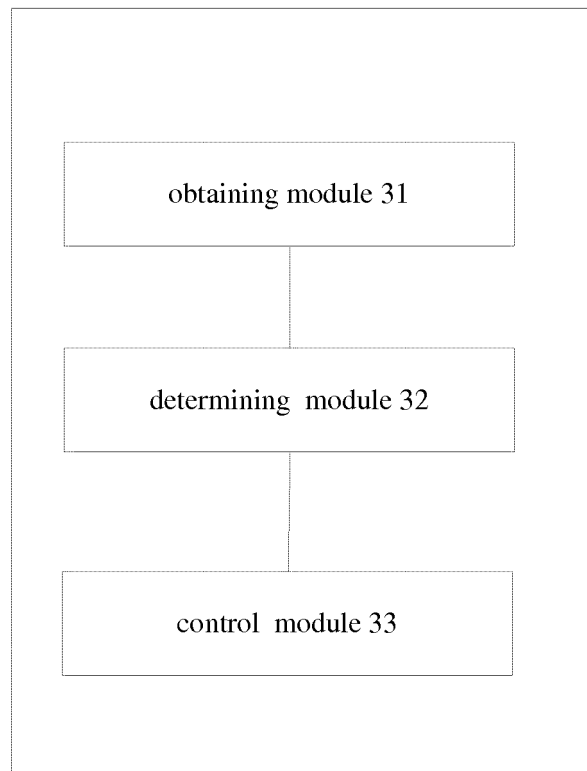 obtaining module 31
determining module 32
control module 33